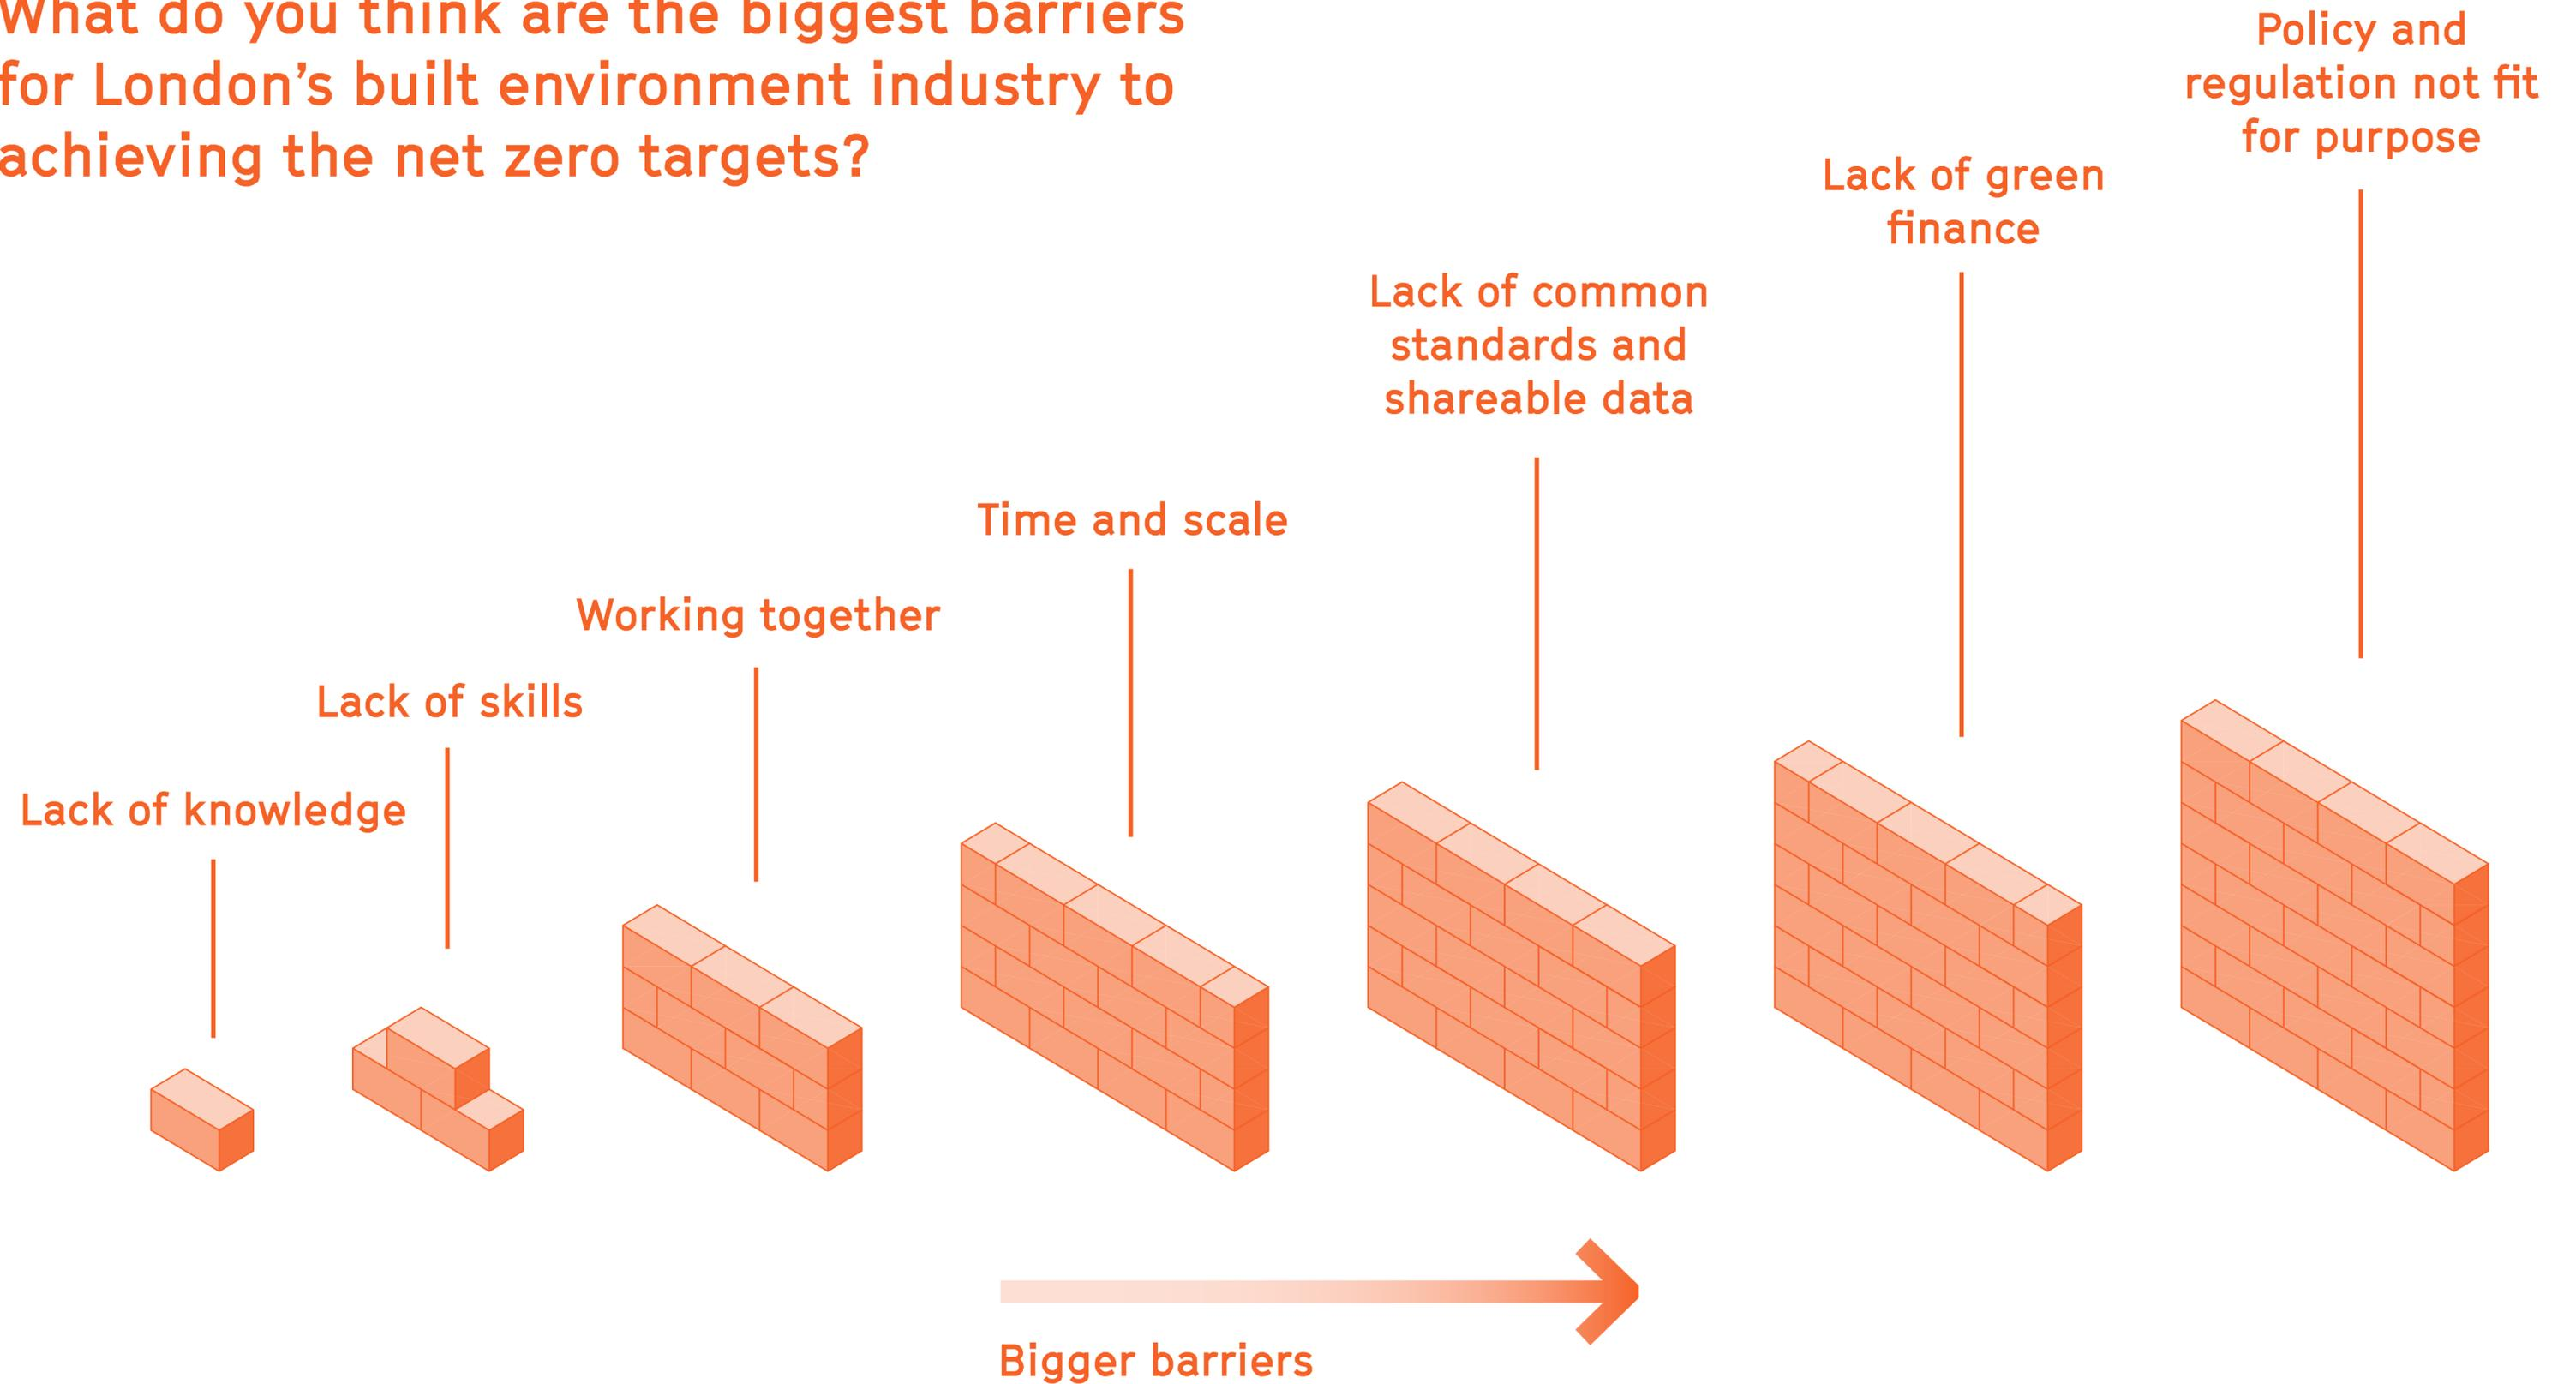 What do you think are the biggest barriers
for London’s built environment industry to
achieving the net zero targets?
Policy and
regulation not fit
for purpose
Lack of green
finance
Lack of common
standards and
shareable data
Time and scale
Working together
Lack of skills
Lack of knowledge
Bigger barriers